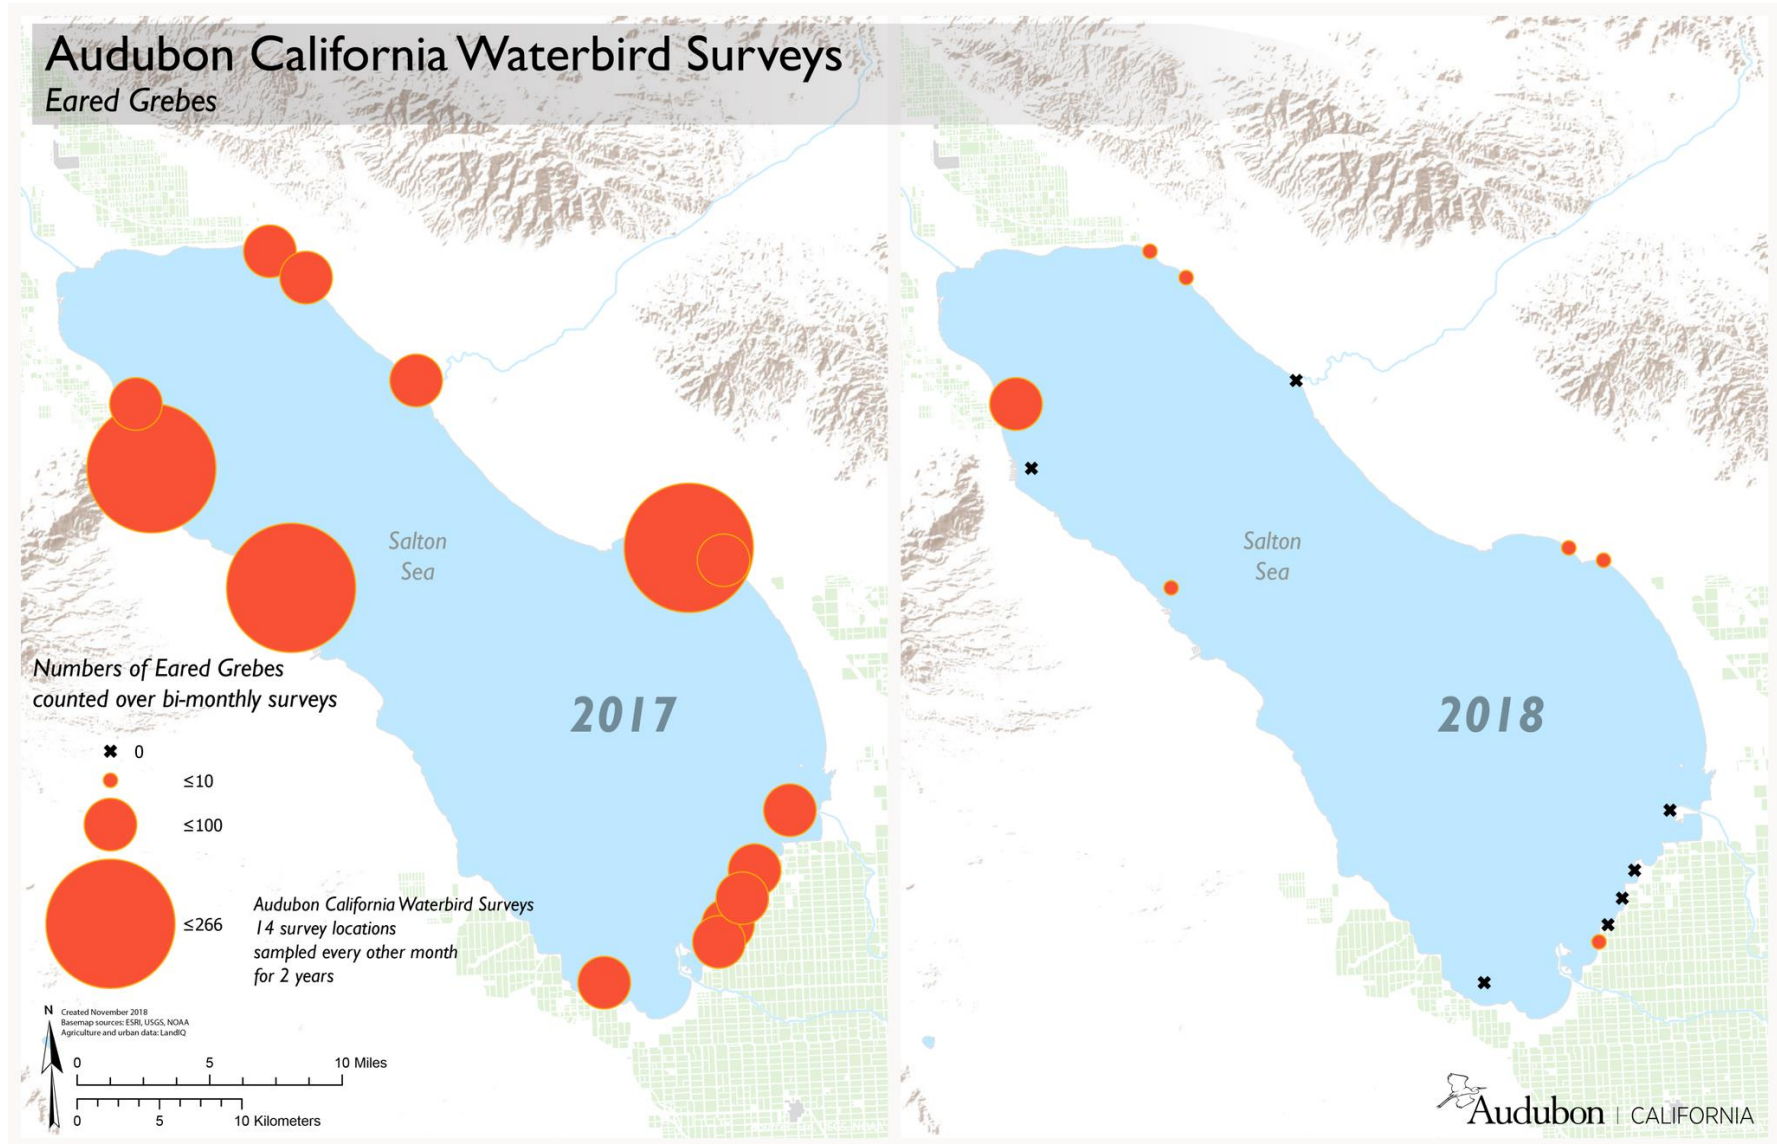 Audubon California Waterbird Surveys
Eared Grebes
Salton
Sea
2017
Salton
Sea
2018
Numbers of Eared Grebes
counted over bi-monthly surveys
0
≤10
≤100
≤266
Audubon California Waterbird Surveys
14 survey locations
sampled every other month
for 2 years
N
Created November 2018
Basemap sources: ESRI, USGS, NOAA
Agriculture and urban data: LandIQ
0 5 10 Miles
0 5 10 Kilometers
Audubon | CALIFORNIA